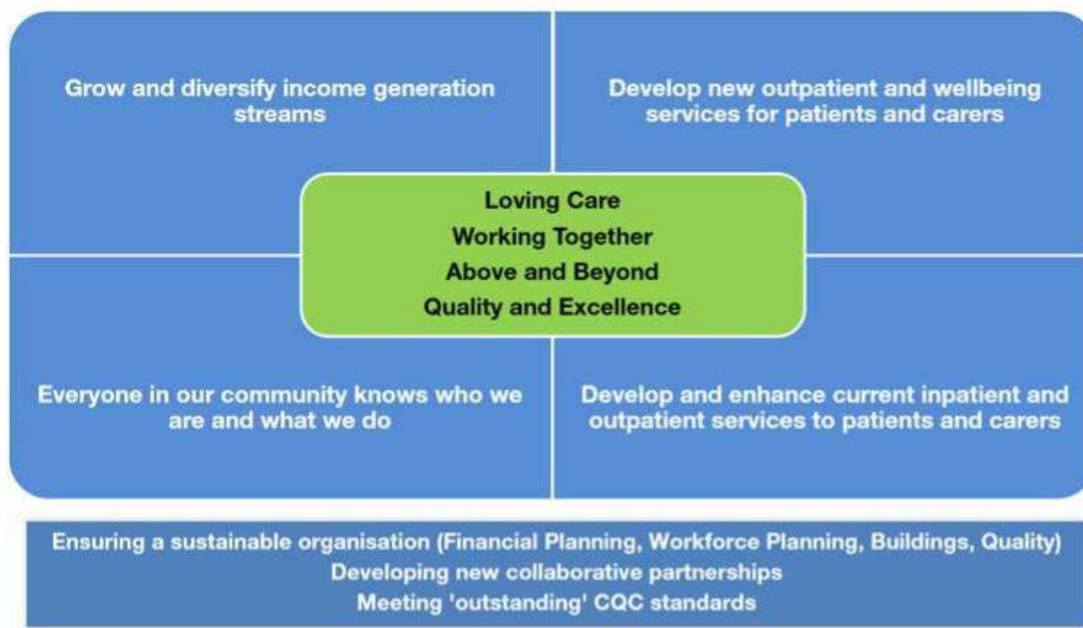 Grow and diversify income generation
streams
Develop new outpatient and wellbeing
services for patients and carers
Loving Care
Working Together
Above and Beyond
Quality and Excellence
Everyone in our community knows who we
are and what we do
Develop and enhance current inpatient and
outpatient services to patients and carers
Ensuring a sustainable organisation (Financial Planning, Workforce Planning, Buildings, Quality)
Developing new collaborative partnerships
Meeting 'outstanding' CQC standards